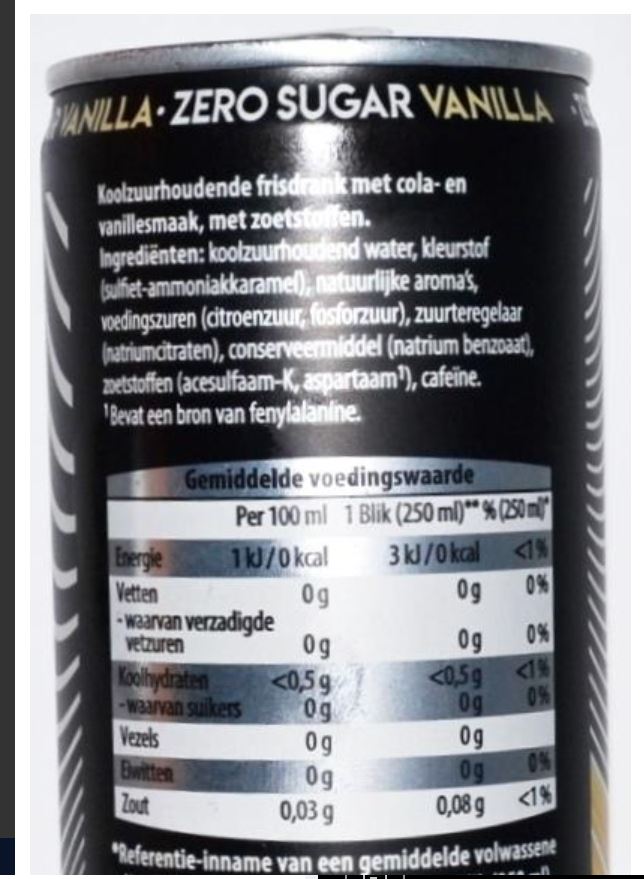 VANILLA · ZERO SUGAR VANILLA ·
Koolzuurhoudende frisdrank met cola- en
vanillesmaak, met zoetstoffen.
Ingrediënten: koolzuurhoudend water, kleurstof
(sulfiet-ammoniakkaramel), natuurlijke aroma's,
voedingszuren (citroenzuur, fosforzuur), zuurteregelaar
(natriumcitraten), conserveermiddel (natrium benzoaat),
zoetstoffen (acesulfaam-K, aspartaam¹), cafeïne.
¹Bevat een bron van fenylalanine.
Gemiddelde voedingswaarde
Per 100 ml 1 Blik (250 ml)** % (250 ml)*
Energie 1 kJ / 0 kcal 3 kJ / 0 kcal <1%
Vetten 0 g 0 g 0%
- waarvan verzadigde
vetzuren 0 g 0 g 0%
Koolhydraten <0,5 g <0,5 g <1%
- waarvan suikers 0 g 0 g 0%
Vezels 0 g 0 g
Eiwitten 0 g 0 g 0%
Zout 0,03 g 0,08 g <1%
*Referentie-inname van een gemiddelde volwassene